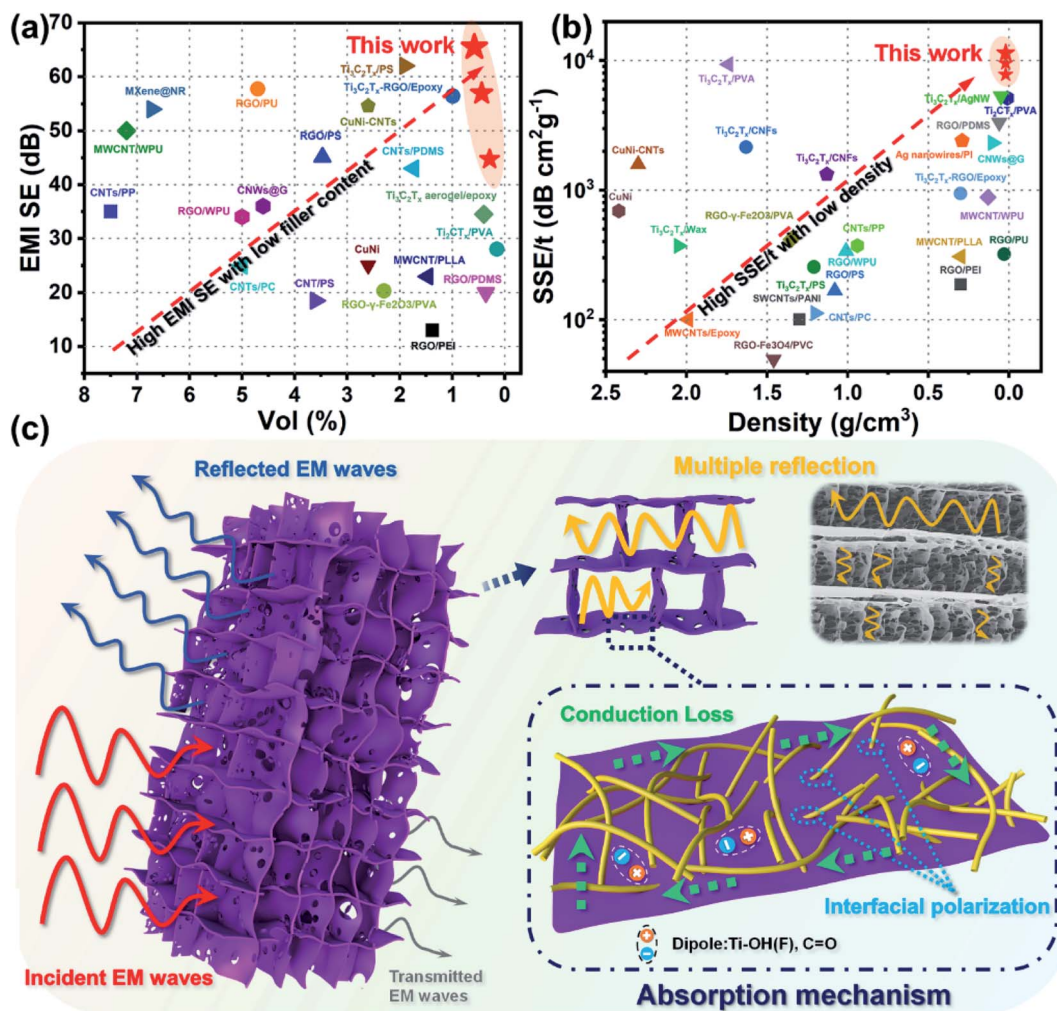 (a)
70
60
50
40
30
20
10
EMI SE (dB)
This work
Ti₃C₂Tₓ/PS
MXene@NR
RGO/PU
Ti₃C₂Tₓ-RGO/Epoxy
CuNi-CNTs
MWCNT/WPU
RGO/PS
CNTs/PDMS
CNTs/PP
CNWs@G
RGO/WPU
Ti₃C₂Tₓ aerogel/epoxy
Ti₃CTₓ/PVA
CuNi
CNTs/PC
MWCNT/PLLA
CNT/PS
RGO-γ-Fe2O3/PVA
RGO/PDMS
RGO/PEI
High EMI SE with low filler content
8 7 6 5 4 3 2 1 0
Vol (%)
(b)
10⁴
10³
10²
SSE/t (dB cm²g⁻¹)
This work
Ti₃C₂Tₓ/PVA
Ti₃C₂Tₓ/AgNW
Ti₂CTₓ/PVA
RGO/PDMS
Ti₃C₂Tₓ/CNFs
Ag nanowires/PI
CNWs@G
CuNi-CNTs
Ti₃C₂Tₓ/CNFs
Ti₃C₂Tₓ-RGO/Epoxy
MWCNT/WPU
CuNi
RGO-γ-Fe2O3/PVA
Ti₃C₂Tₓ/Wax
CNTs/PP
RGO/WPU
MWCNT/PLLA
RGO/PU
RGO/PS
Ti₃C₂Tₓ/PS
RGO/PEI
SWCNTs/PANI
CNTs/PC
MWCNTs/Epoxy
RGO-Fe3O4/PVC
High SSE/t with low density
2.5 2.0 1.5 1.0 0.5 0.0
Density (g/cm³)
(c)
Reflected EM waves
Multiple reflection
Conduction Loss
Interfacial polarization
Dipole:Ti-OH(F), C=O
Incident EM waves
Transmitted
EM waves
Absorption mechanism